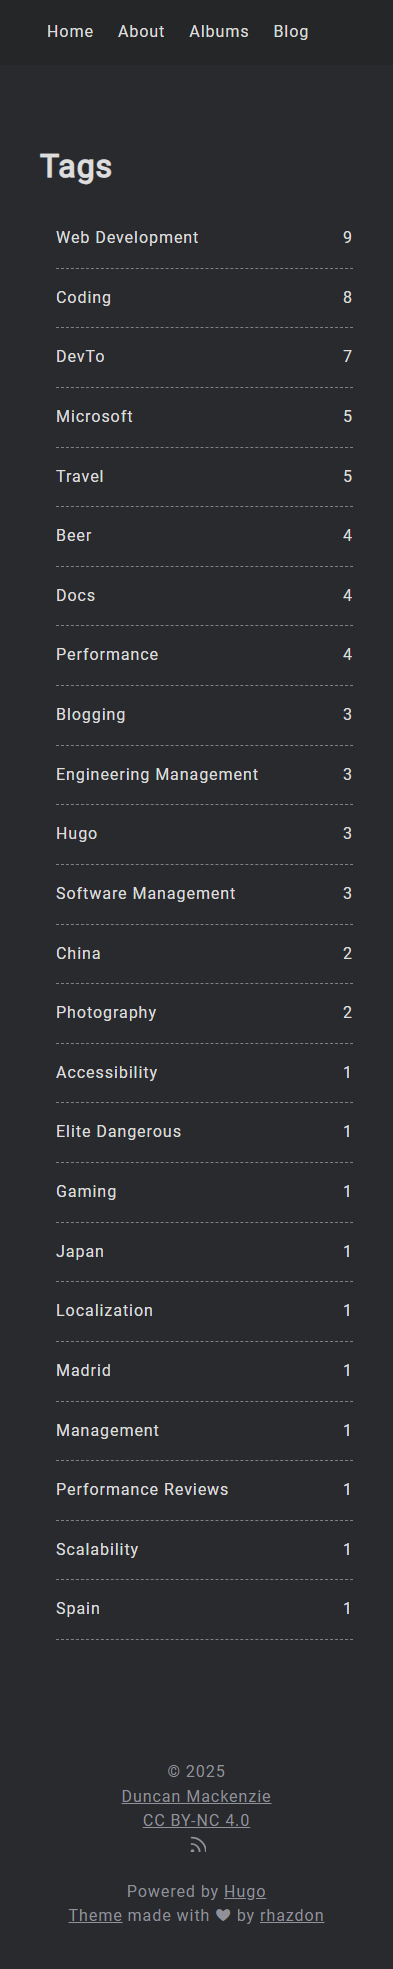 Home About Albums Blog
Tags
Web Development 9
Coding 8
DevTo 7
Microsoft 5
Travel 5
Beer 4
Docs 4
Performance 4
Blogging 3
Engineering Management 3
Hugo 3
Software Management 3
China 2
Photography 2
Accessibility 1
Elite Dangerous 1
Gaming 1
Japan 1
Localization 1
Madrid 1
Management 1
Performance Reviews 1
Scalability 1
Spain 1
© 2025
Duncan Mackenzie
CC BY-NC 4.0
Powered by Hugo
Theme made with ❤ by rhazdon